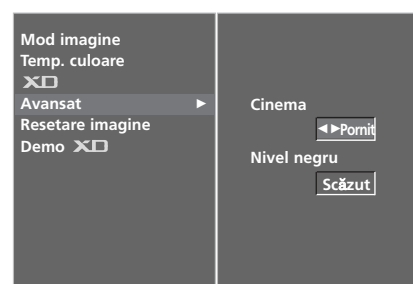 Mod imagine
Temp. culoare
XD
Avansat ►
Resetare imagine
Demo XD
Cinema
◄►Pornit
Nivel negru
Scăzut